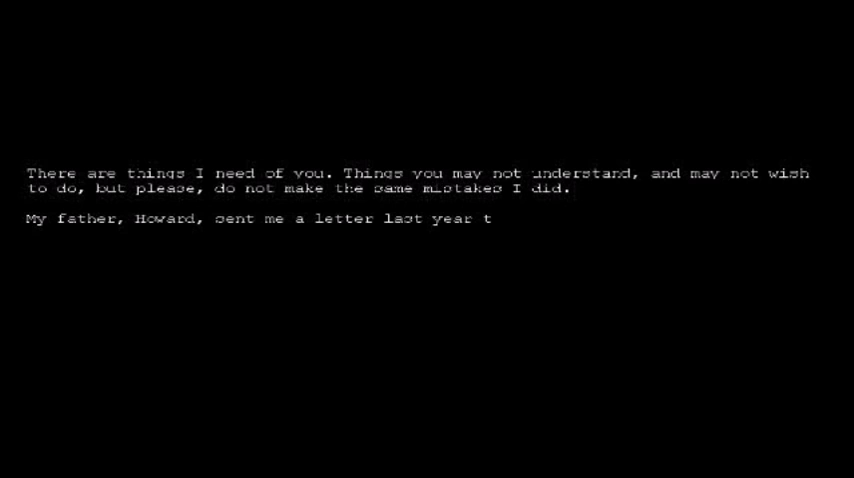 There are things I need of you. Things you may not understand, and may not wish
to do, but please, do not make the same mistakes I did.
My father, Howard, sent me a letter last year t